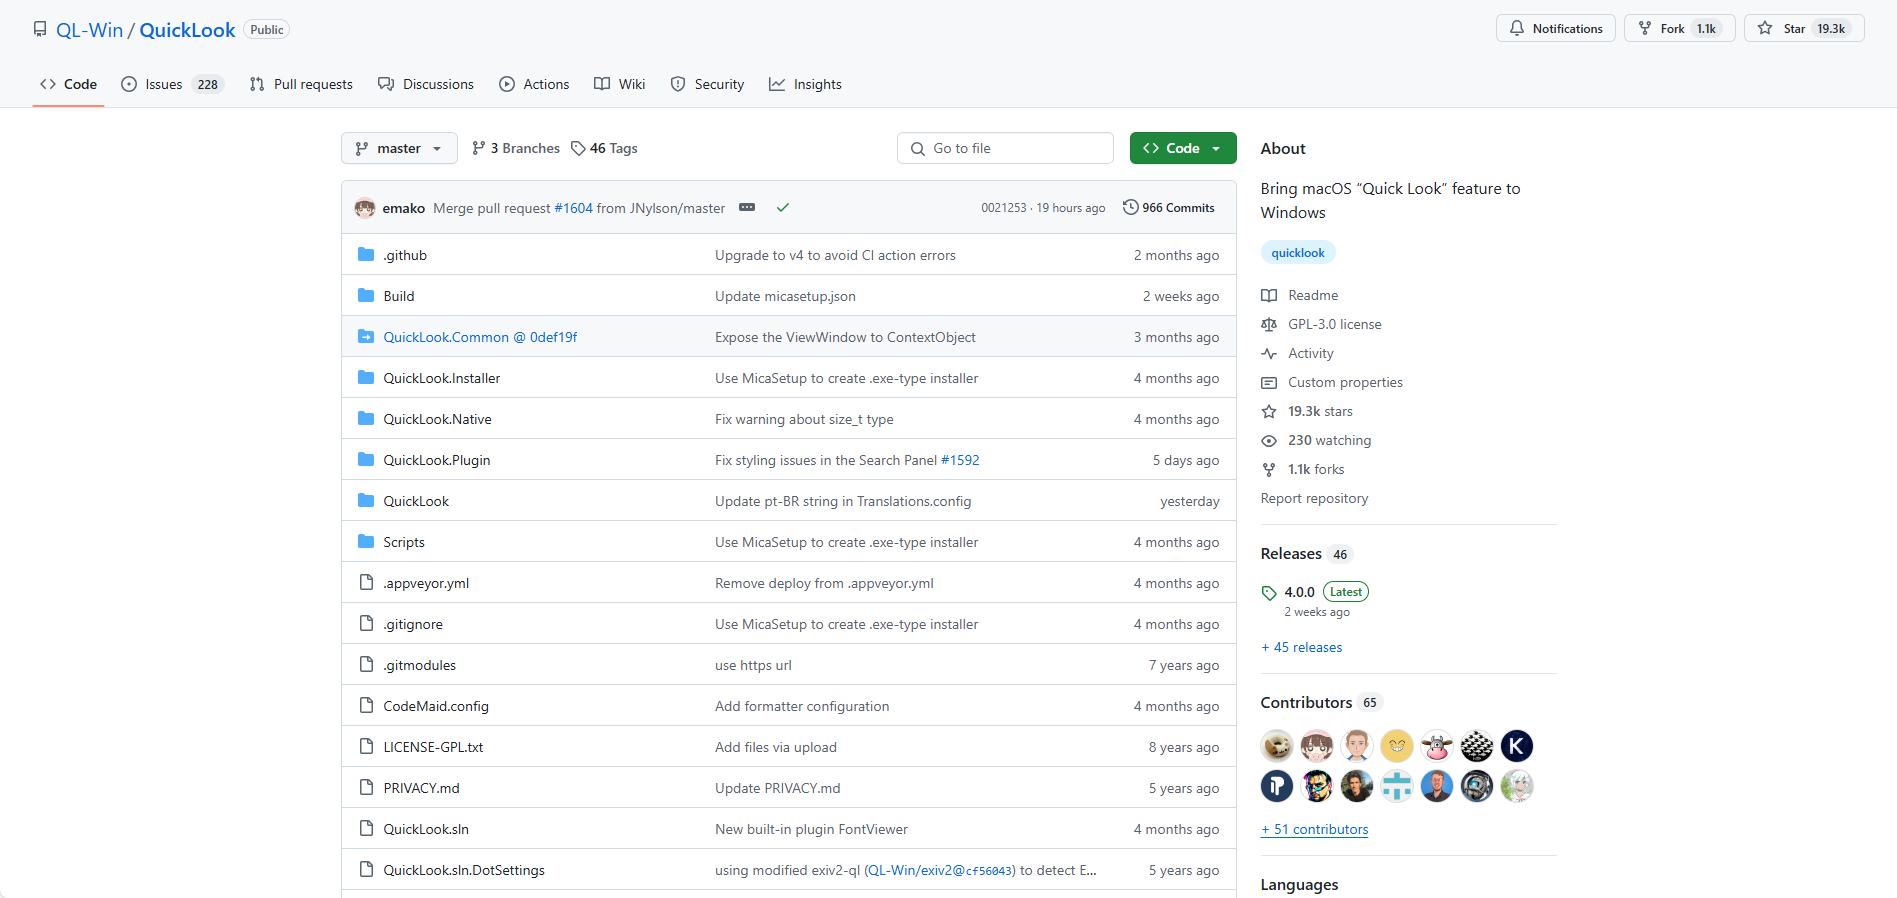 QL-Win / QuickLook Public
Notifications Fork 1.1k Star 19.3k
Code Issues 228 Pull requests Discussions Actions Wiki Security Insights
master 3 Branches 46 Tags Go to file Code
emako Merge pull request #1604 from JNylson/master 0021253 · 19 hours ago 966 Commits
.github Upgrade to v4 to avoid CI action errors 2 months ago
Build Update micasetup.json 2 weeks ago
QuickLook.Common @ 0def19f Expose the ViewWindow to ContextObject 3 months ago
QuickLook.Installer Use MicaSetup to create .exe-type installer 4 months ago
QuickLook.Native Fix warning about size_t type 4 months ago
QuickLook.Plugin Fix styling issues in the Search Panel #1592 5 days ago
QuickLook Update pt-BR string in Translations.config yesterday
Scripts Use MicaSetup to create .exe-type installer 4 months ago
.appveyor.yml Remove deploy from .appveyor.yml 4 months ago
.gitignore Use MicaSetup to create .exe-type installer 4 months ago
.gitmodules use https url 7 years ago
CodeMaid.config Add formatter configuration 4 months ago
LICENSE-GPL.txt Add files via upload 8 years ago
PRIVACY.md Update PRIVACY.md 5 years ago
QuickLook.sln New built-in plugin FontViewer 4 months ago
QuickLook.sln.DotSettings using modified exiv2-ql (QL-Win/exiv2@cf56043) to detect E... 5 years ago
About
Bring macOS “Quick Look” feature to
Windows
quicklook
Readme
GPL-3.0 license
Activity
Custom properties
19.3k stars
230 watching
1.1k forks
Report repository
Releases 46
4.0.0 Latest
2 weeks ago
+ 45 releases
Contributors 65
K
+ 51 contributors
Languages